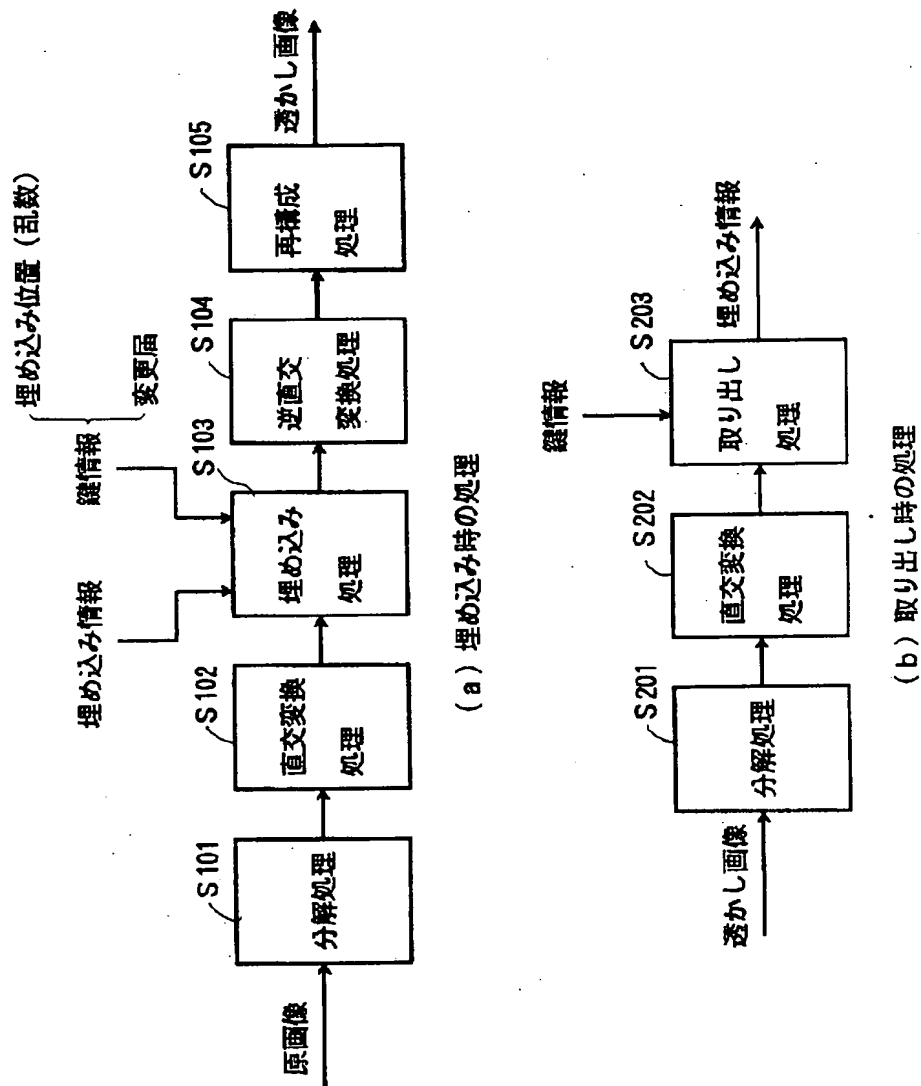 埋め込み位置（乱数）
変更届
鍵情報
埋め込み情報
原画像
S101
分解処理
S102
直交変換
処理
S103
埋め込み
処理
S104
逆直交
変換処理
S105
再構成
処理
透かし画像
(a) 埋め込み時の処理
透かし画像
S201
分解処理
S202
直交変換
処理
鍵情報
S203
取り出し
処理
埋め込み情報
(b) 取り出し時の処理